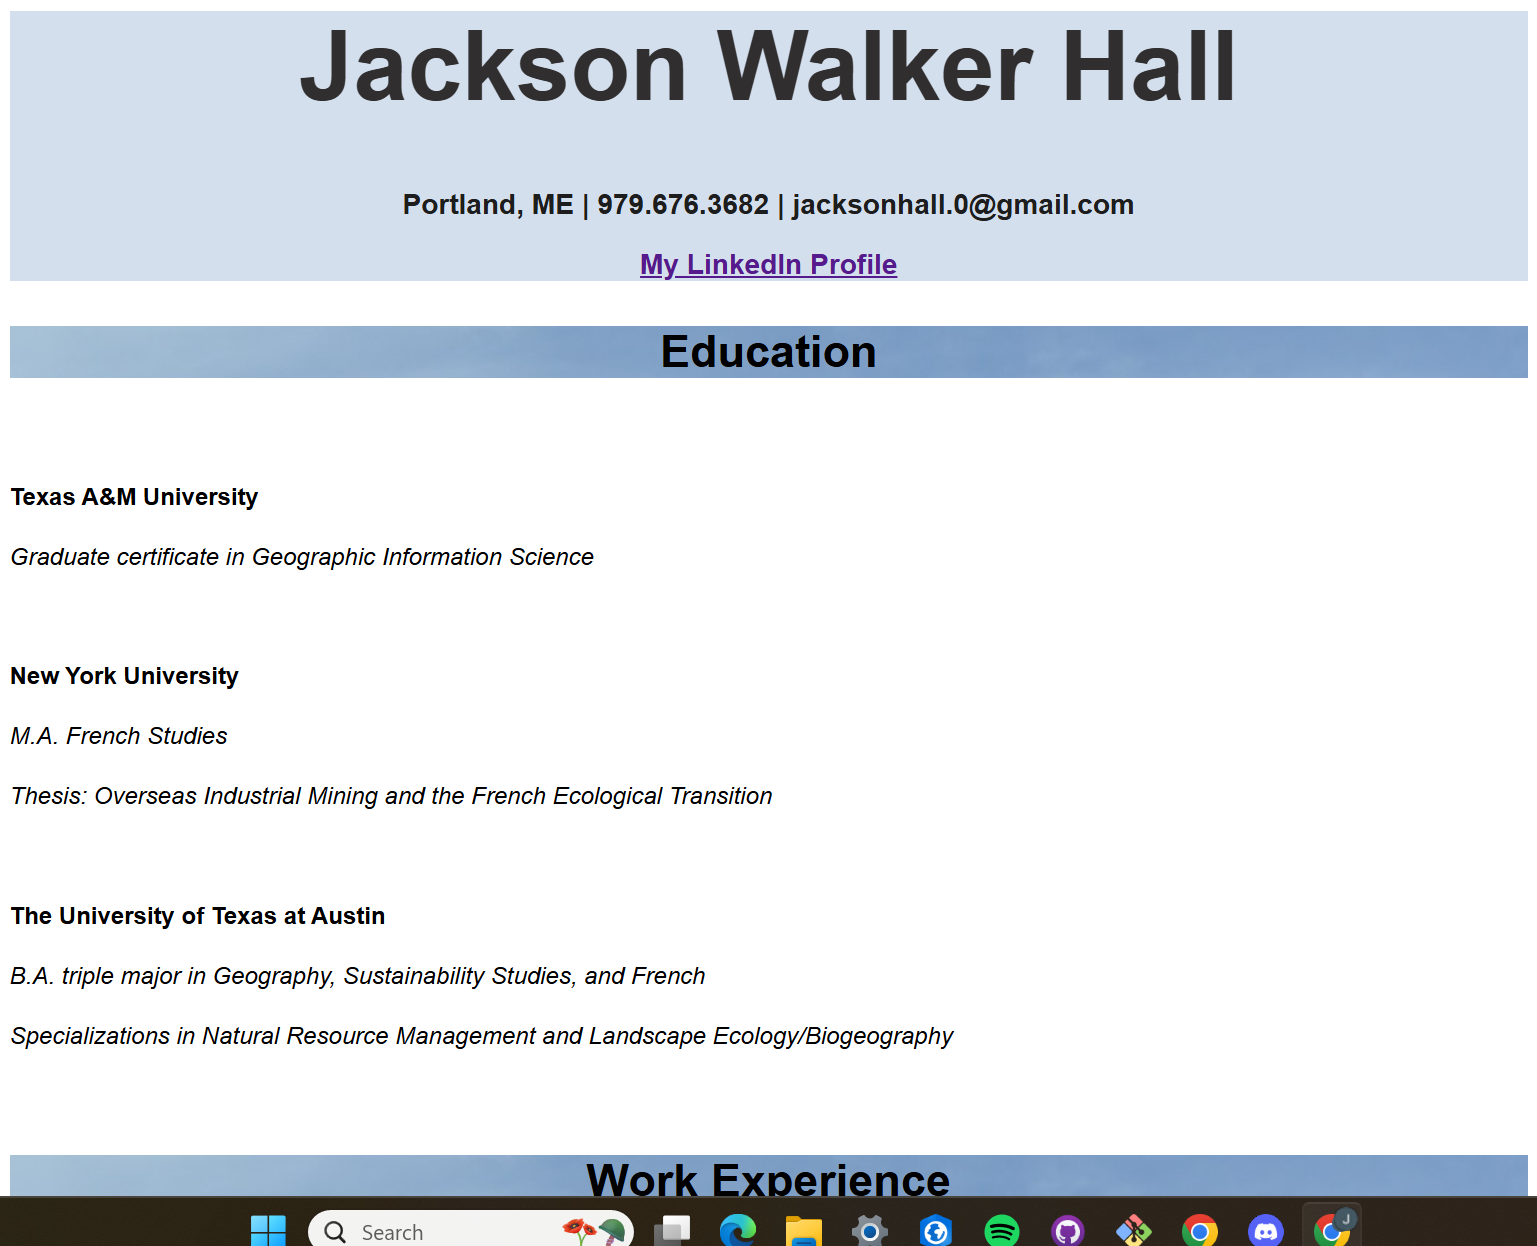 Jackson Walker Hall
Portland, ME | 979.676.3682 | jacksonhall.0@gmail.com
My LinkedIn Profile
Education
Texas A&M University
Graduate certificate in Geographic Information Science
New York University
M.A. French Studies
Thesis: Overseas Industrial Mining and the French Ecological Transition
The University of Texas at Austin
B.A. triple major in Geography, Sustainability Studies, and French
Specializations in Natural Resource Management and Landscape Ecology/Biogeography
Work Experience
Search
J